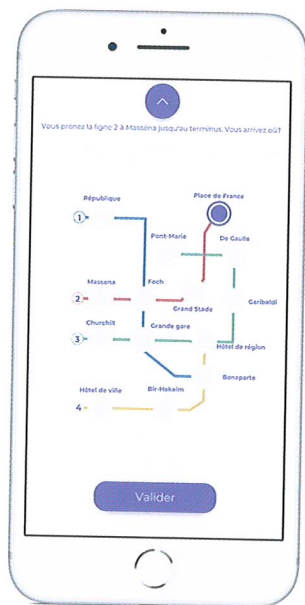 Vous prenez la ligne 2 à Massena jusqu'au terminus. Vous arrivez où?
République
Place de France
1
Pont-Marie
De Gaulle
Massena
Foch
2
Grand Stade
Garibaldi
Churchill
Grande gare
3
Hôtel de région
Hôtel de ville
Bir-Hakeim
Bonaparte
4
Valider